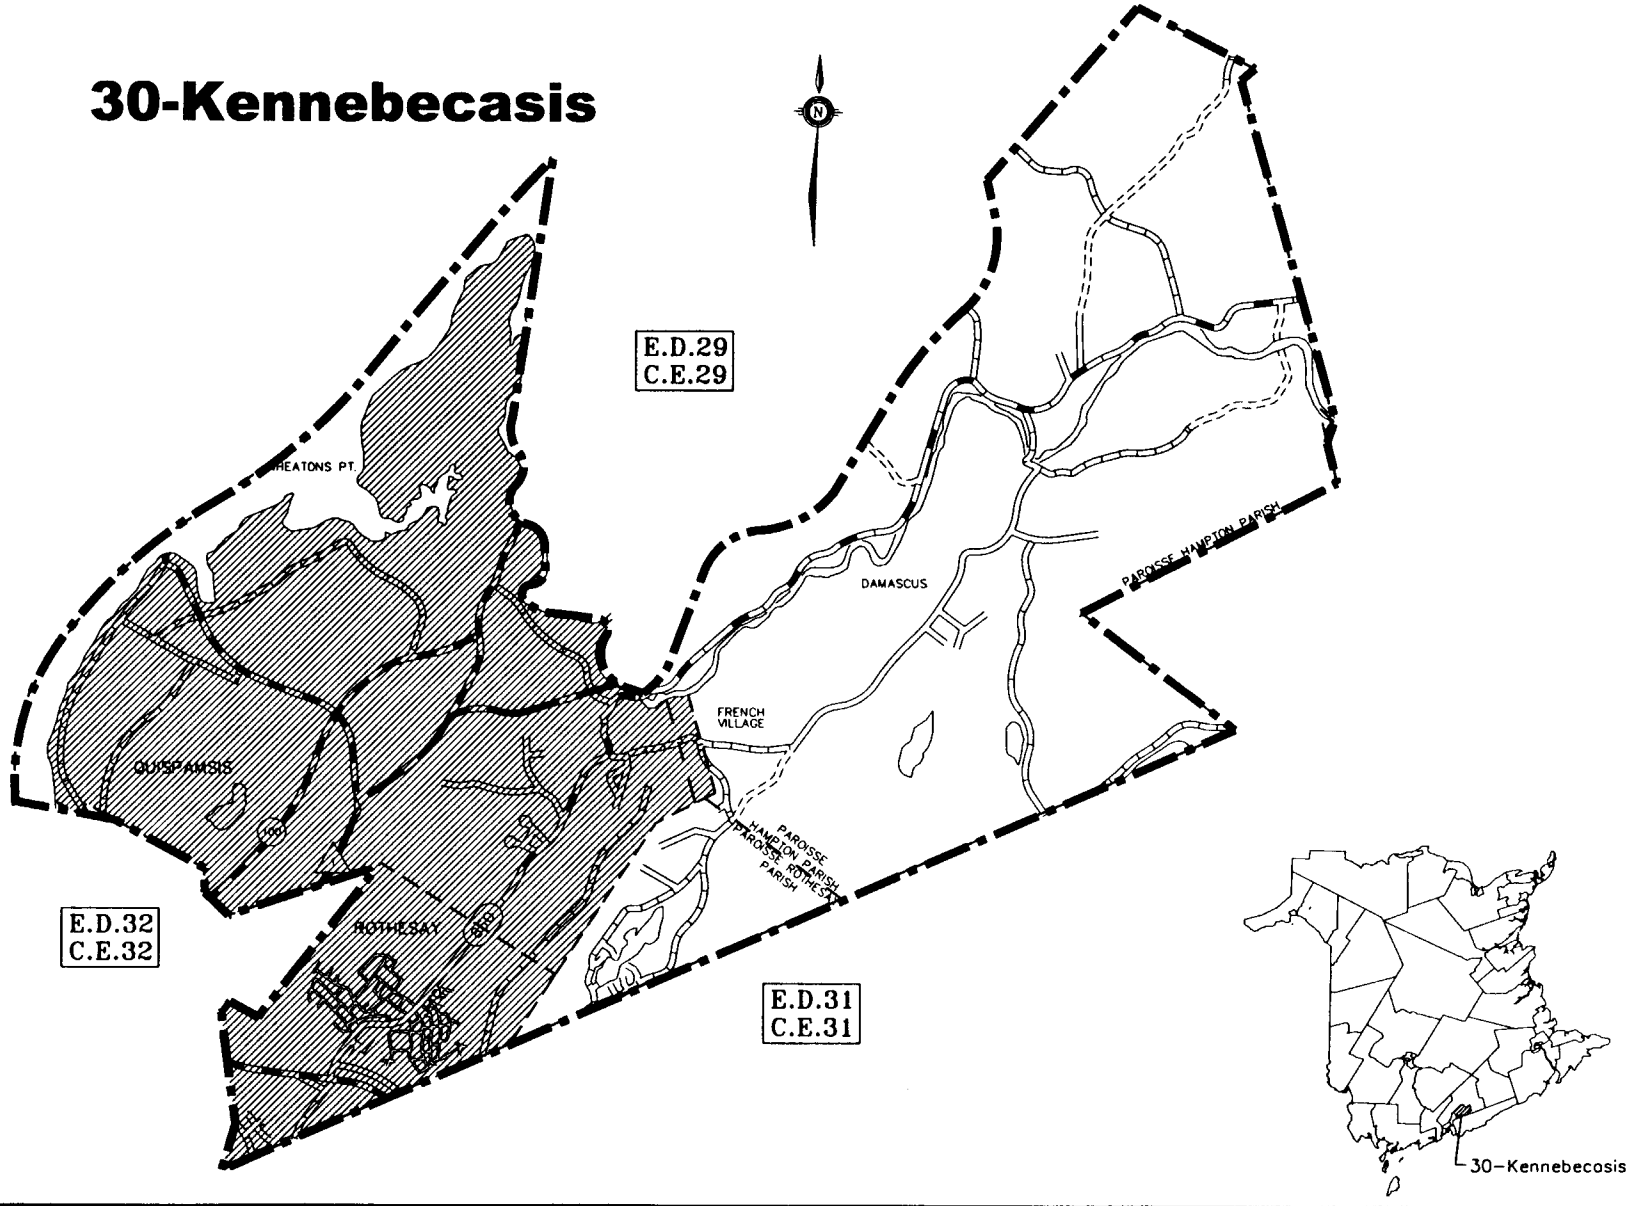 30-Kennebecasis
N
E.D.29
C.E.29
HEATONS PT.
PAROISSE HAMPTON PARISH
DAMASCUS
FRENCH
VILLAGE
QUISPAMSIS
100
PAROISSE
HAMPTON PARISH
PAROISSE ROTHESAY
PARISH
ROTHESAY
E.D.32
C.E.32
E.D.31
C.E.31
30-Kennebecasis